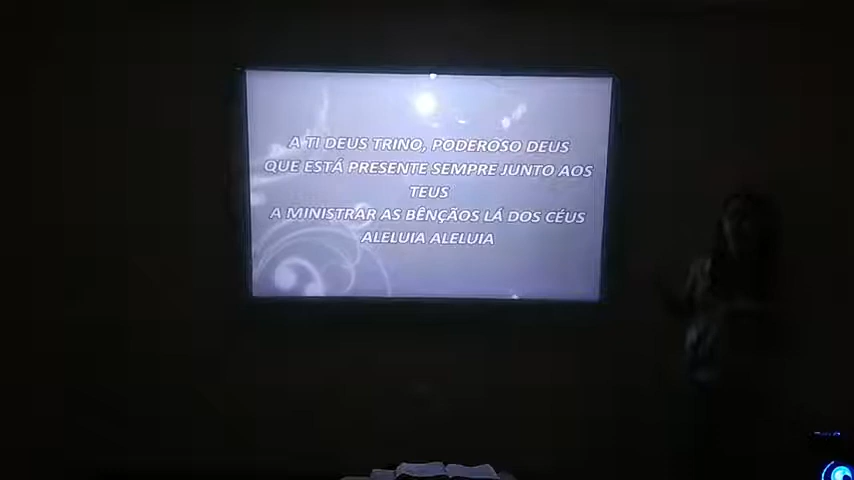 A TI DEUS TRINO, PODEROSO DEUS
QUE ESTÁ PRESENTE SEMPRE JUNTO AOS
TEUS
A MINISTRAR AS BÊNÇÃOS LÁ DOS CÉUS
ALELUIA ALELUIA